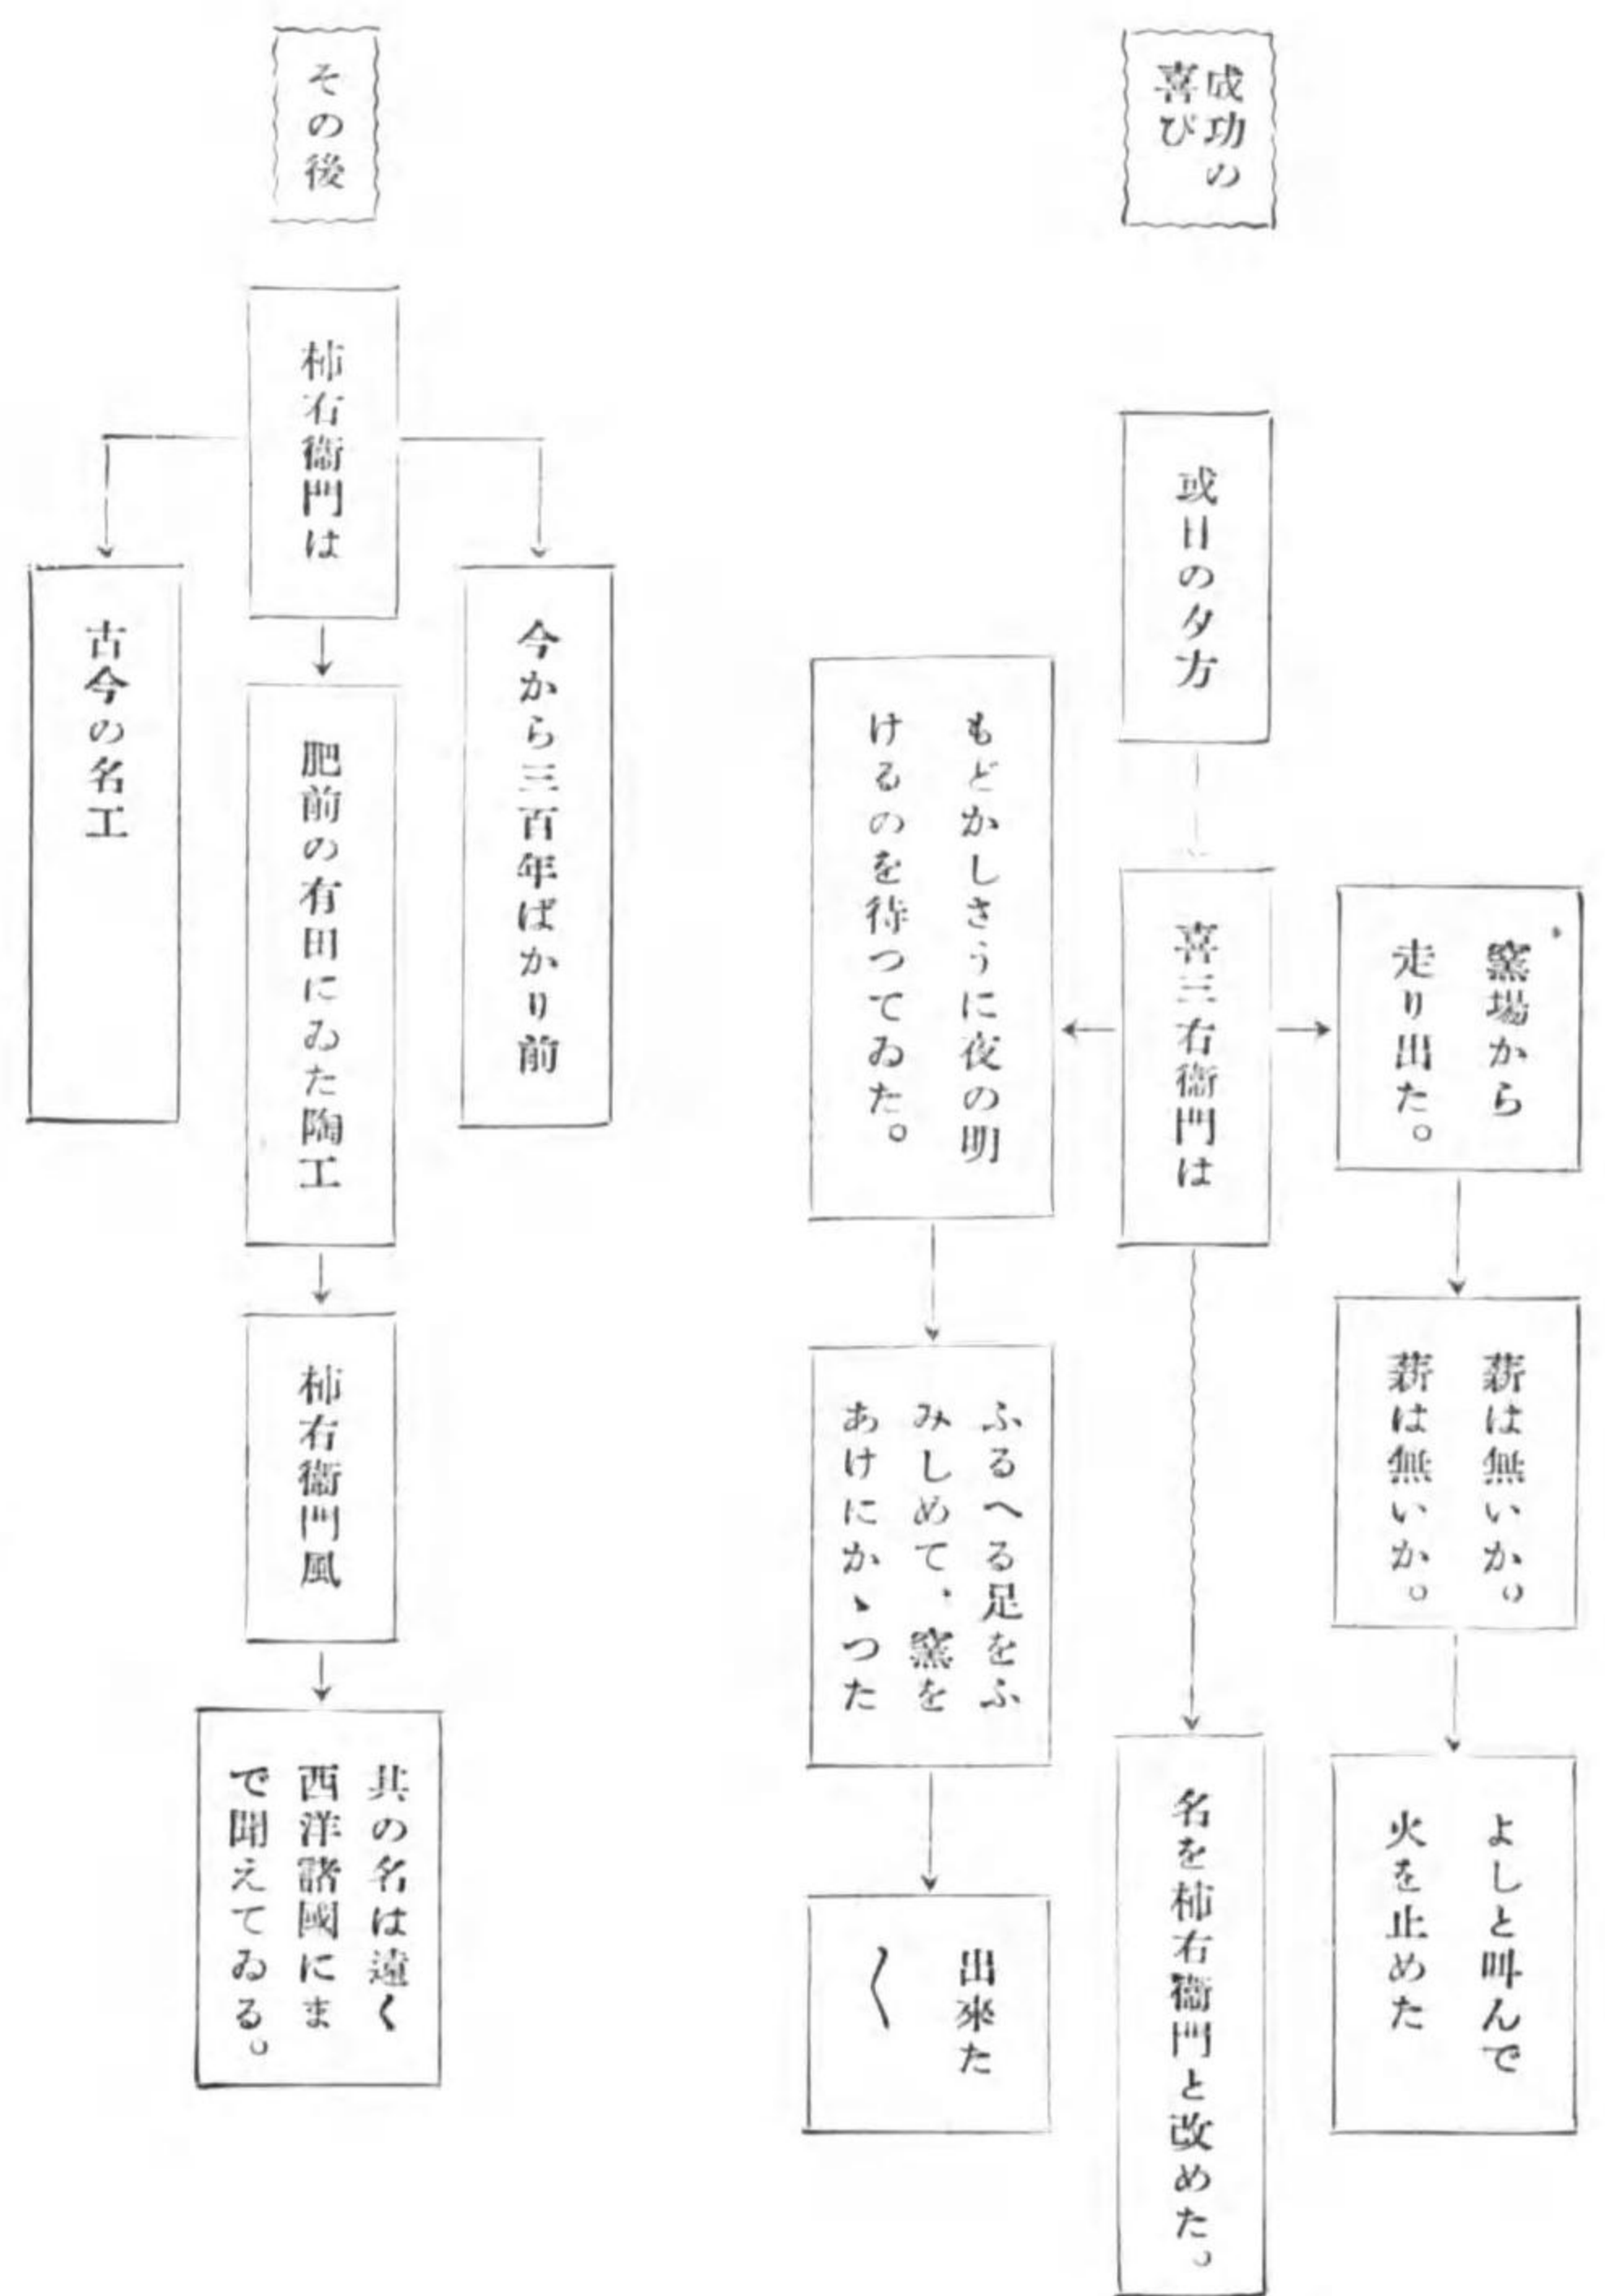 成功の
喜び
或日の夕方
喜三右衞門は
窯場から
走り出た。
薪は無いか。
薪は無いか。
よしと叫んで
火を止めた
名を柿右衞門と改めた。
もどかしさうに夜の明
けるのを待つてゐた。
ふるへる足をふ
みしめて、窯を
あけにかゝつた
出來た
〱
その後
柿右衞門は
今から三百年ばかり前
肥前の有田にゐた陶工
古今の名工
柿右衞門風
其の名は遠く
西洋諸國にま
で聞えてゐる。